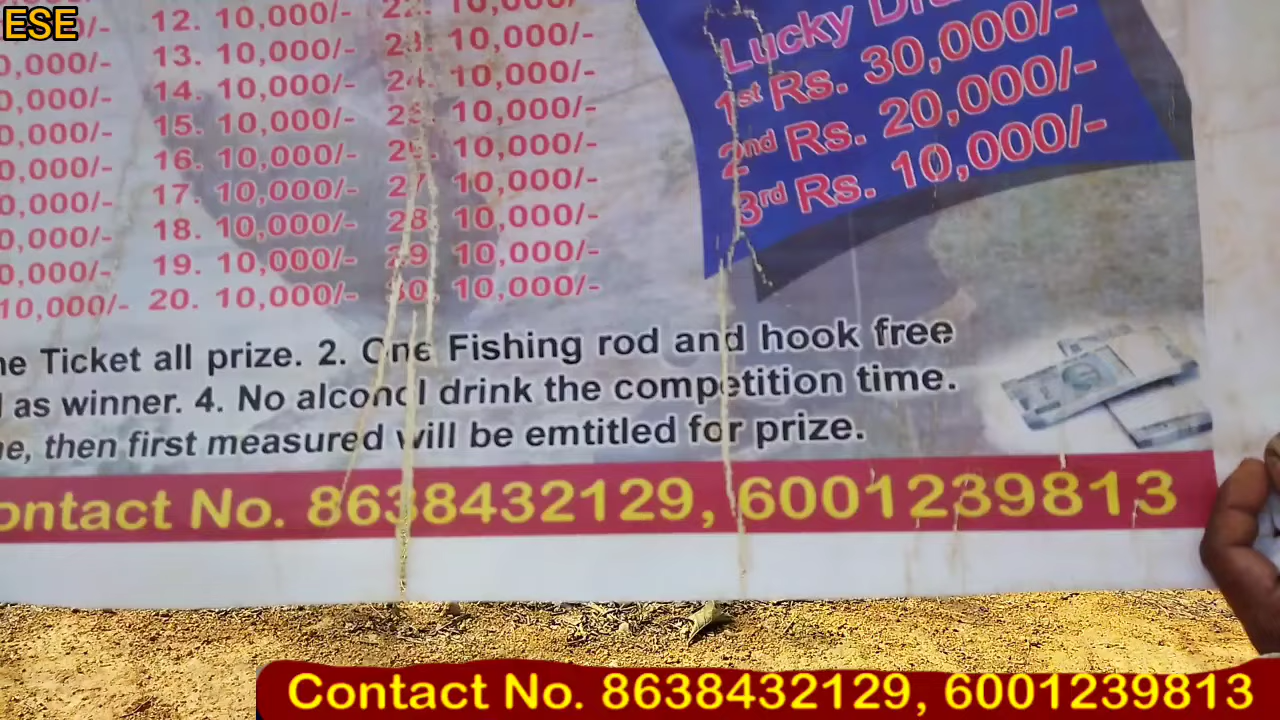 ESE
12. 10,000/-
13. 10,000/- 23. 10,000/-
0,000/- 14. 10,000/- 24. 10,000/-
0,000/- 15. 10,000/- 25. 10,000/-
0,000/- 16. 10,000/- 10,000/-
0,000/- 17. 10,000/- 27 10,000/-
0,000/- 18. 10,000/- 28 10,000/-
0,000/- 19. 10,000/- 29 10,000/-
10,000/- 20. 10,000/- 30. 10,000/-
Lucky
1st Rs. 30,000/-
2nd Rs. 20,000/-
3rd Rs. 10,000/-
Ticket all prize. 2. One Fishing rod and hook free
as winner. 4. No alconol drink the competition time.
then first measured will be emtitled for prize.
ontact No. 8638432129, 6001239813
Contact No. 8638432129, 6001239813